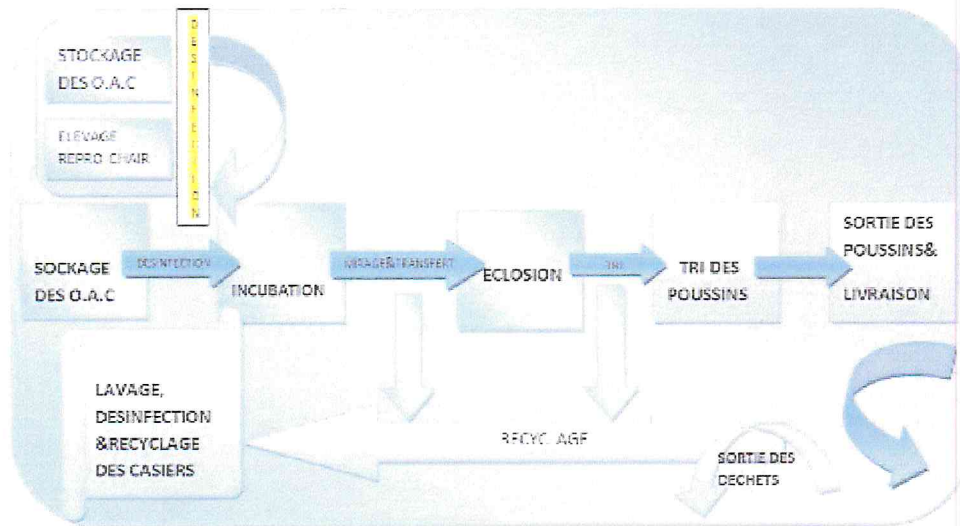 STOCKAGE
DES O.A.C
DESINFECTION
ELEVAGE
REPRO CHAIR
SOCKAGE
DES O.A.C
DESINFECTION
INCUBATION
MIRAGE&TRANSFERT
ECLOSION
TRI
TRI DES
POUSSINS
SORTIE DES
POUSSINS&
LIVRAISON
LAVAGE,
DESINFECTION
&RECYCLAGE
DES CASIERS
RECYCLAGE
SORTIE DES
DECHETS